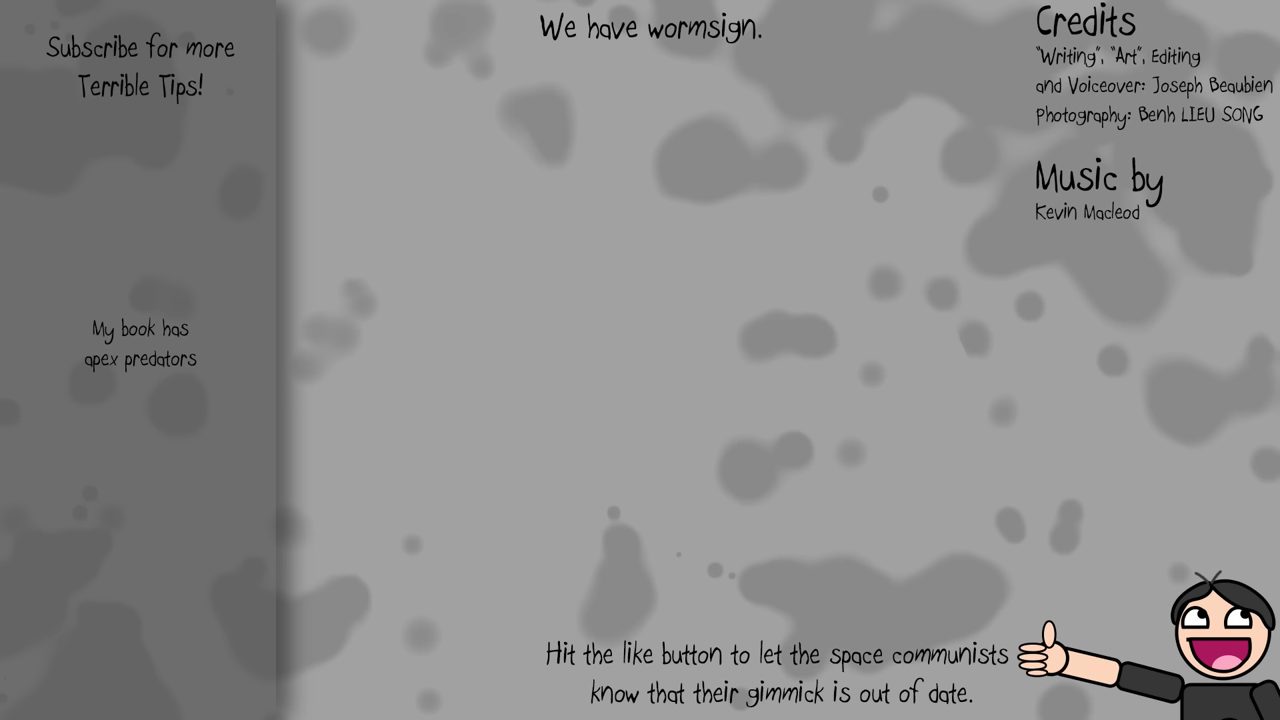 Subscribe for more
Terrible Tips!
My book has
apex predators
We have wormsign.
Credits
"Writing", "Art", Editing
and Voiceover: Joseph Beaubien
Photography: Benh LIEU SONG
Music by
Kevin Macleod
Hit the like button to let the space communists
know that their gimmick is out of date.